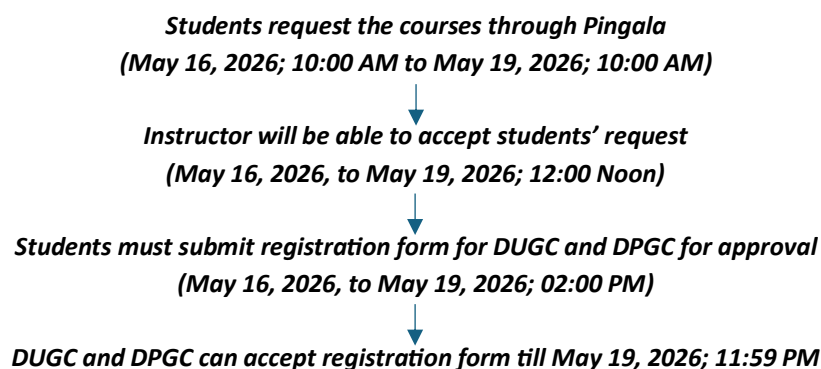 Students request the courses through Pingala
(May 16, 2026; 10:00 AM to May 19, 2026; 10:00 AM)
Instructor will be able to accept students’ request
(May 16, 2026, to May 19, 2026; 12:00 Noon)
Students must submit registration form for DUGC and DPGC for approval
(May 16, 2026, to May 19, 2026; 02:00 PM)
DUGC and DPGC can accept registration form till May 19, 2026; 11:59 PM